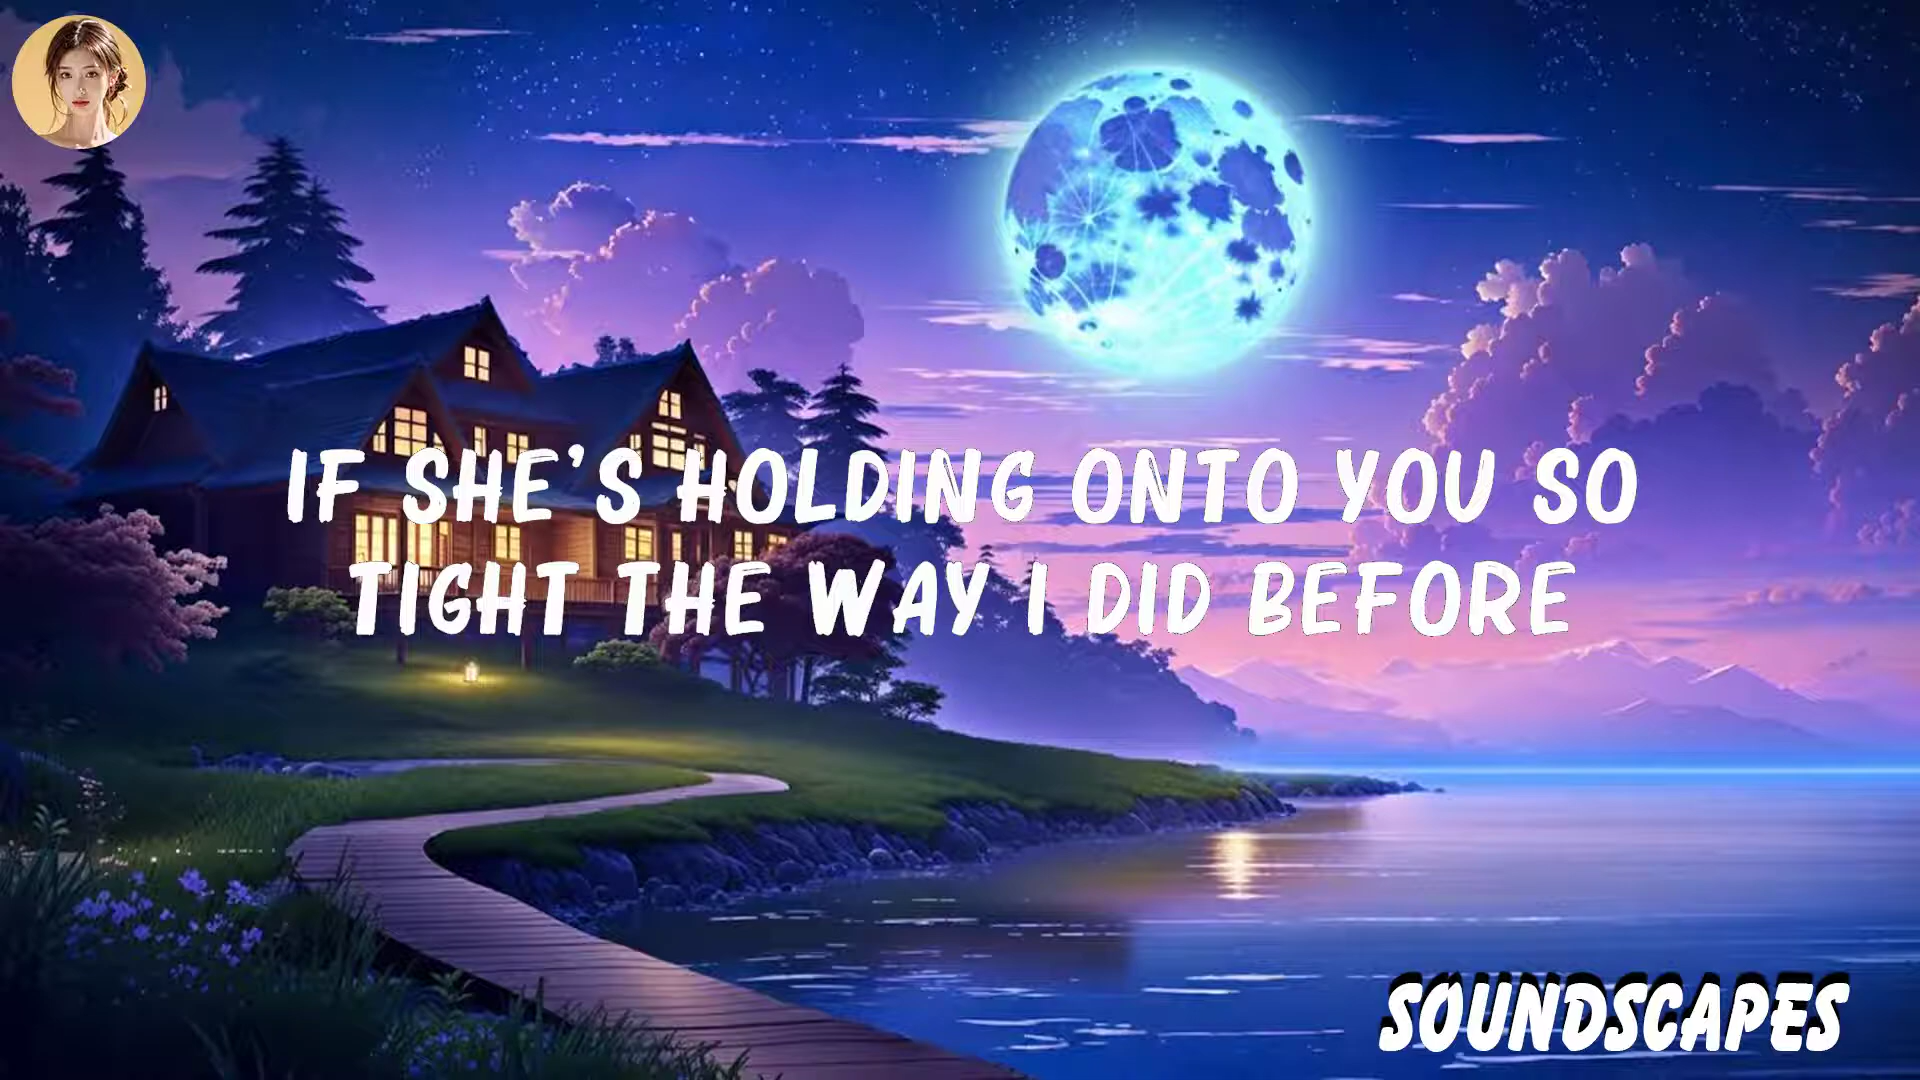 IF SHE'S HOLDING ONTO YOU SO
TIGHT THE WAY I DID BEFORE
SOUNDSCAPES